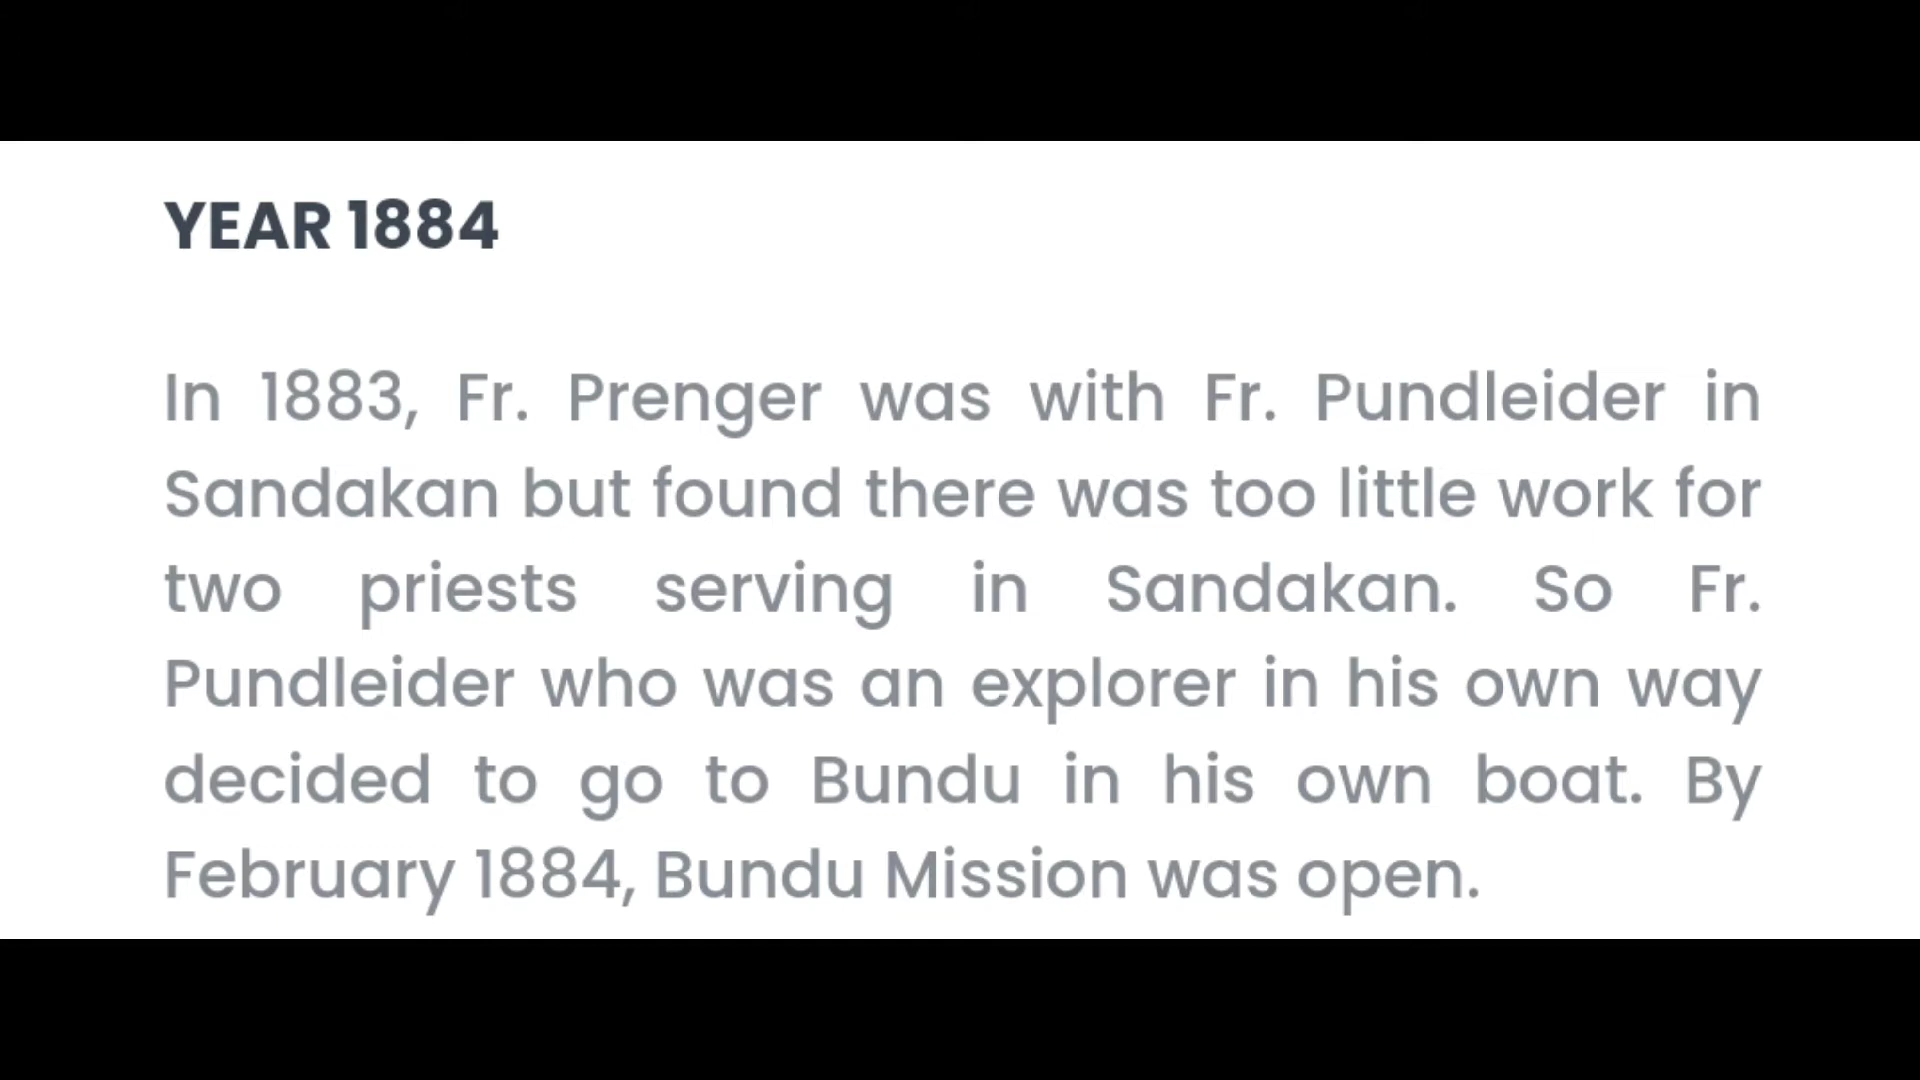 YEAR 1884
In 1883, Fr. Prenger was with Fr. Pundleider in
Sandakan but found there was too little work for
two priests serving in Sandakan. So Fr.
Pundleider who was an explorer in his own way
decided to go to Bundu in his own boat. By
February 1884, Bundu Mission was open.